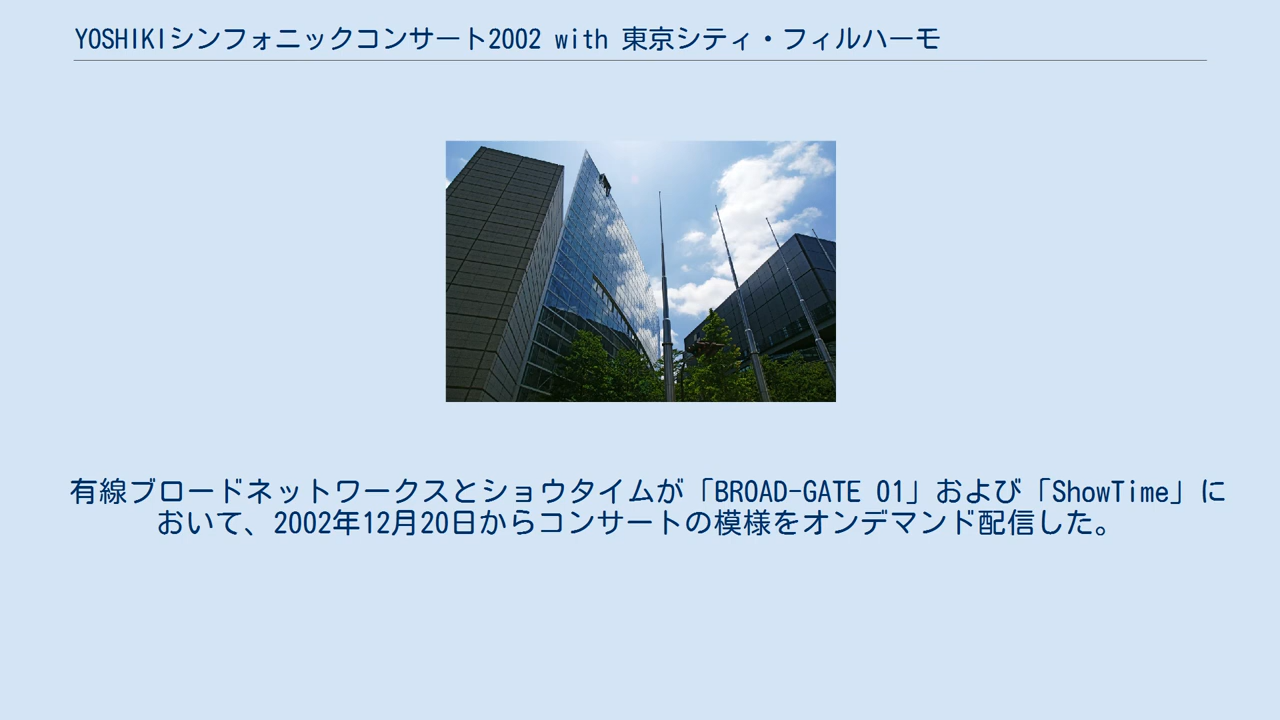 YOSHIKIシンフォニックコンサート2002 with 東京シティ・フィルハーモ
有線ブロードネットワークスとショウタイムが「BROAD-GATE 01」および「ShowTime」に
おいて、2002年12月20日からコンサートの模様をオンデマンド配信した。